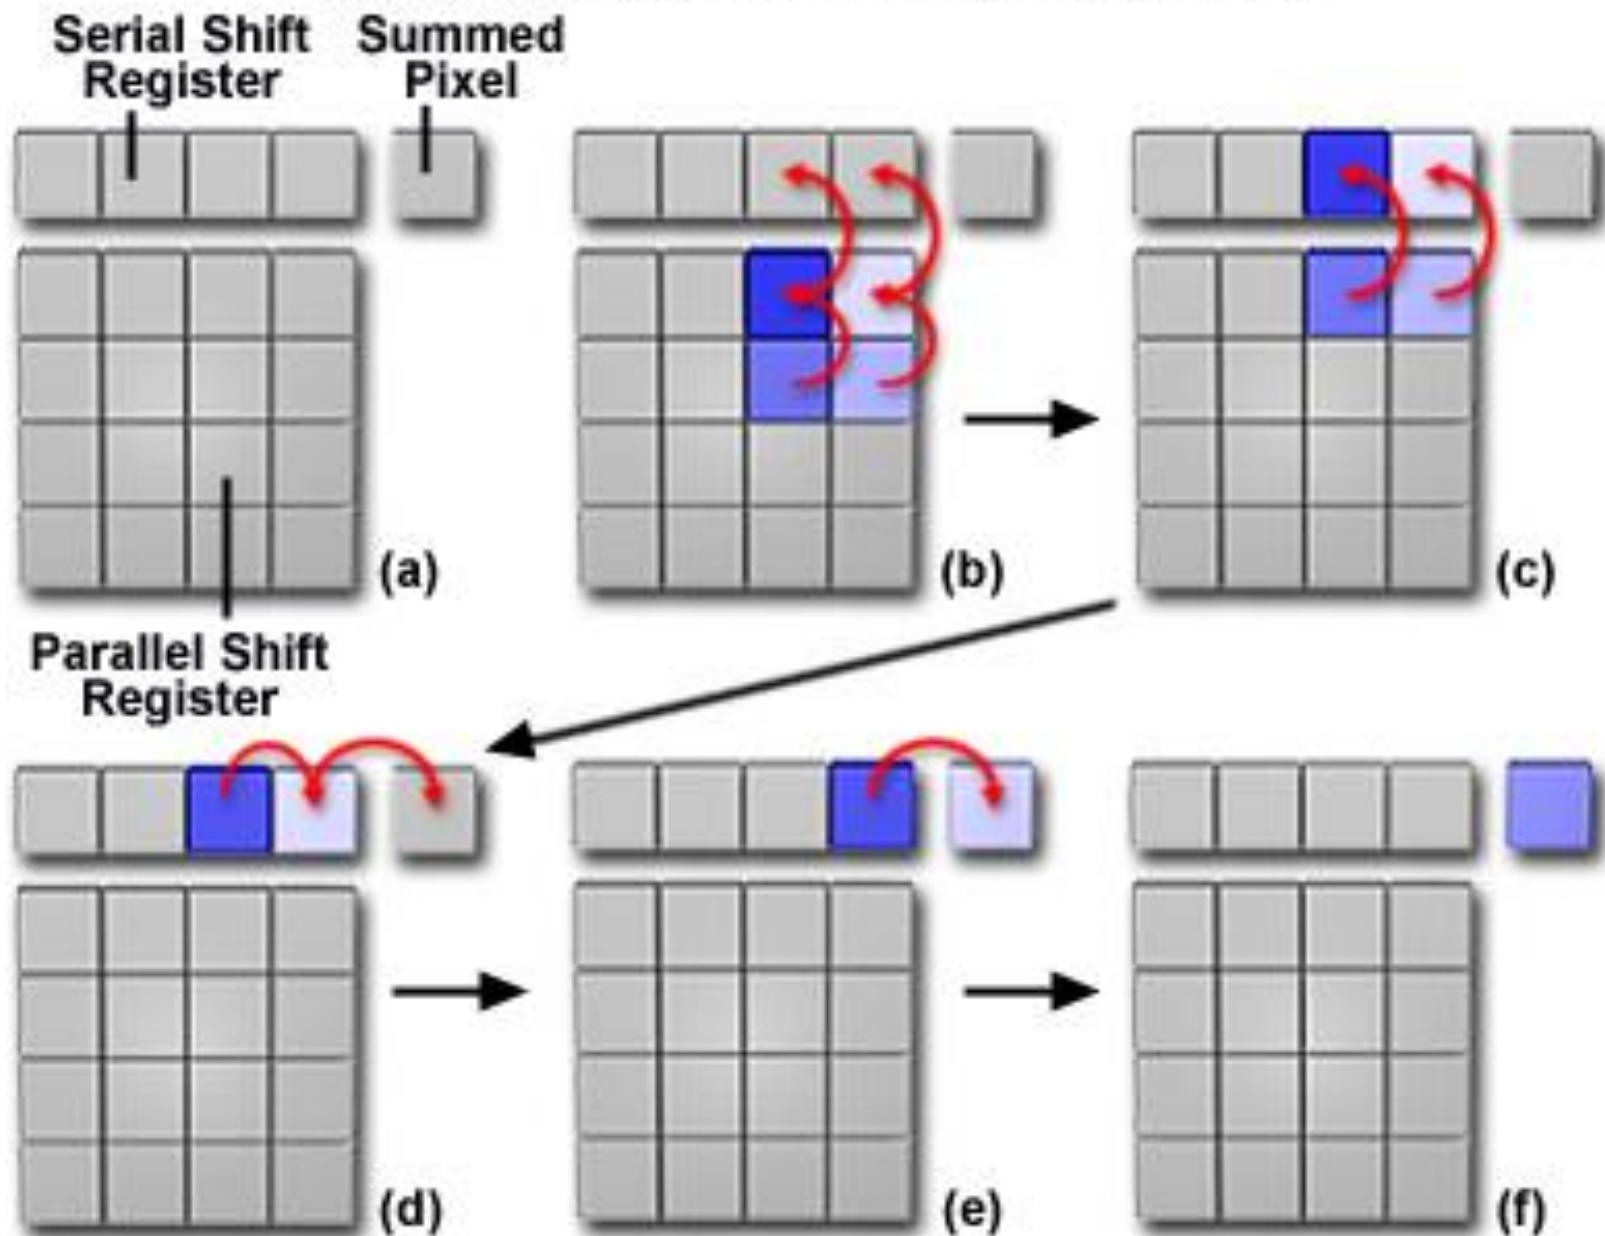 Serial Shift
Register
Summed
Pixel
(a)
(b)
(c)
Parallel Shift
Register
(d)
(e)
(f)